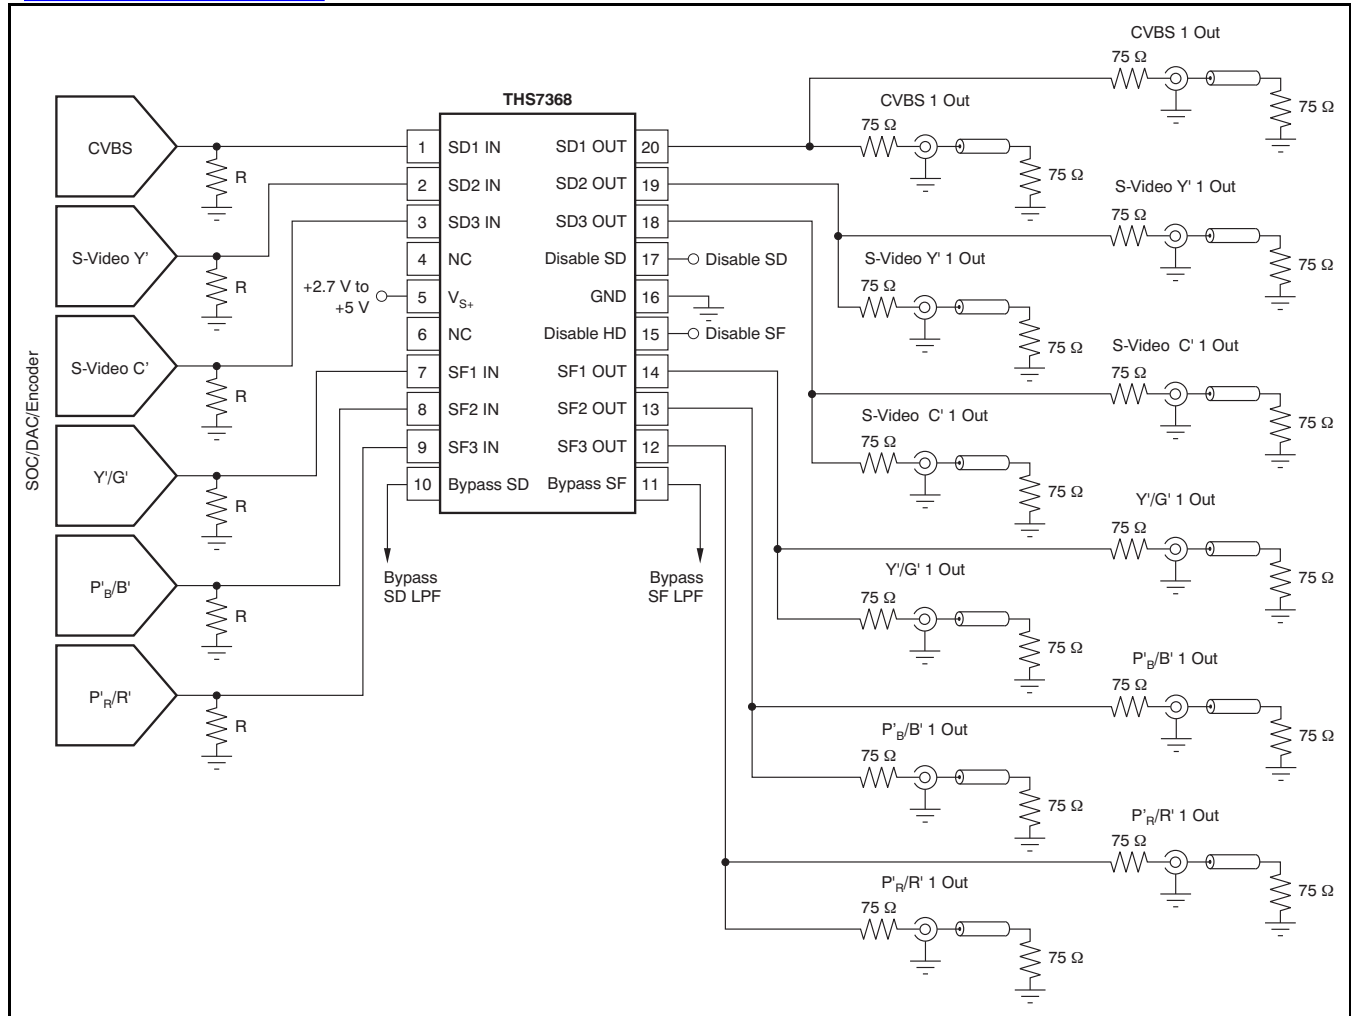 SOC/DAC/Encoder
CVBS
R
S-Video Y'
R
S-Video C'
R
Y'/G'
R
P'B/B'
R
P'R/R'
R
+2.7 V to
+5 V
THS7368
1 SD1 IN SD1 OUT 20
2 SD2 IN SD2 OUT 19
3 SD3 IN SD3 OUT 18
4 NC Disable SD 17 Disable SD
5 VS+ GND 16
6 NC Disable HD 15 Disable SF
7 SF1 IN SF1 OUT 14
8 SF2 IN SF2 OUT 13
9 SF3 IN SF3 OUT 12
10 Bypass SD Bypass SF 11
Bypass
SD LPF
Bypass
SF LPF
CVBS 1 Out
75 Ω
75 Ω
CVBS 1 Out
75 Ω
75 Ω
S-Video Y' 1 Out
75 Ω
75 Ω
S-Video Y' 1 Out
75 Ω
75 Ω
S-Video C' 1 Out
75 Ω
75 Ω
S-Video C' 1 Out
75 Ω
75 Ω
Y'/G' 1 Out
75 Ω
75 Ω
Y'/G' 1 Out
75 Ω
75 Ω
P'B/B' 1 Out
75 Ω
75 Ω
P'B/B' 1 Out
75 Ω
75 Ω
P'R/R' 1 Out
75 Ω
75 Ω
P'R/R' 1 Out
75 Ω
75 Ω